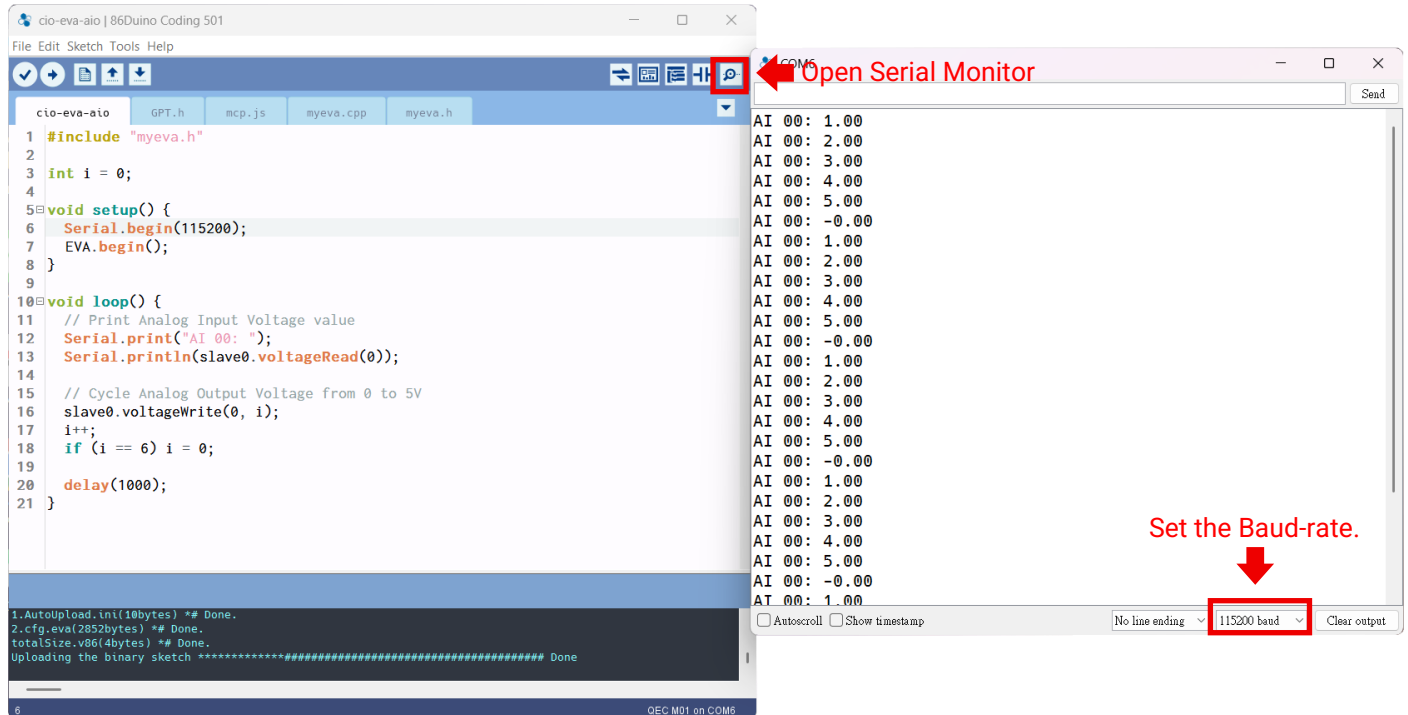 cio-eva-aio | 86Duino Coding 501
File Edit Sketch Tools Help
cio-eva-aio GPT.h mcp.js myeva.cpp myeva.h
1 #include "myeva.h"
2
3 int i = 0;
4
5 void setup() {
6 Serial.begin(115200);
7 EVA.begin();
8 }
9
10 void loop() {
11 // Print Analog Input Voltage value
12 Serial.print("AI 00: ");
13 Serial.println(slave0.voltageRead(0));
14
15 // Cycle Analog Output Voltage from 0 to 5V
16 slave0.voltageWrite(0, i);
17 i++;
18 if (i == 6) i = 0;
19
20 delay(1000);
21 }
1.AutoUpload.ini(10bytes) *# Done.
2.cfg.eva(2852bytes) *# Done.
totalSize.v86(4bytes) *# Done.
Uploading the binary sketch *************####################################### Done
6 QEC M01 on COM6
COM6
Open Serial Monitor
Send
AI 00: 1.00
AI 00: 2.00
AI 00: 3.00
AI 00: 4.00
AI 00: 5.00
AI 00: -0.00
AI 00: 1.00
AI 00: 2.00
AI 00: 3.00
AI 00: 4.00
AI 00: 5.00
AI 00: -0.00
AI 00: 1.00
AI 00: 2.00
AI 00: 3.00
AI 00: 4.00
AI 00: 5.00
AI 00: -0.00
AI 00: 1.00
AI 00: 2.00
AI 00: 3.00
AI 00: 4.00
AI 00: 5.00
AI 00: -0.00
AI 00: 1.00
Set the Baud-rate.
Autoscroll Show timestamp No line ending 115200 baud Clear output